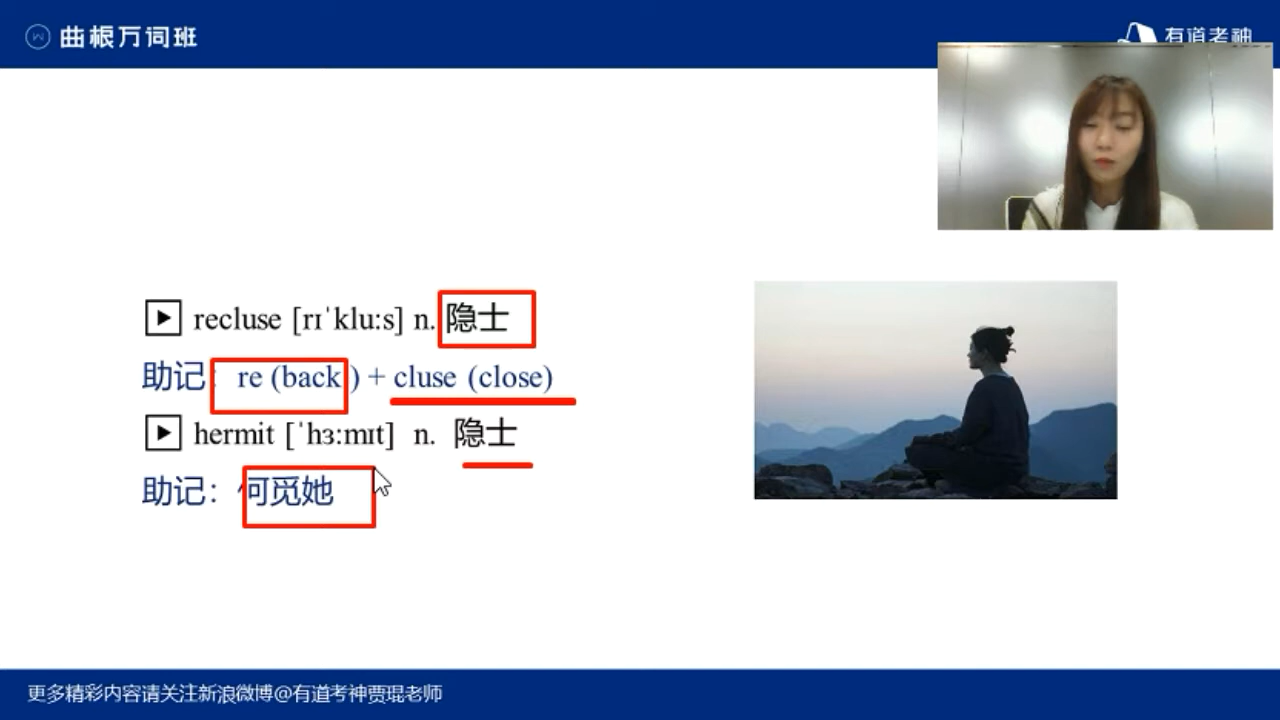 曲根万词班
有道考神
recluse [rɪˈkluːs] n. 隐士
助记： re (back ) + cluse (close)
hermit [ˈhɜːmɪt] n. 隐士
助记：何觅她
更多精彩内容请关注新浪微博@有道考神贾琨老师